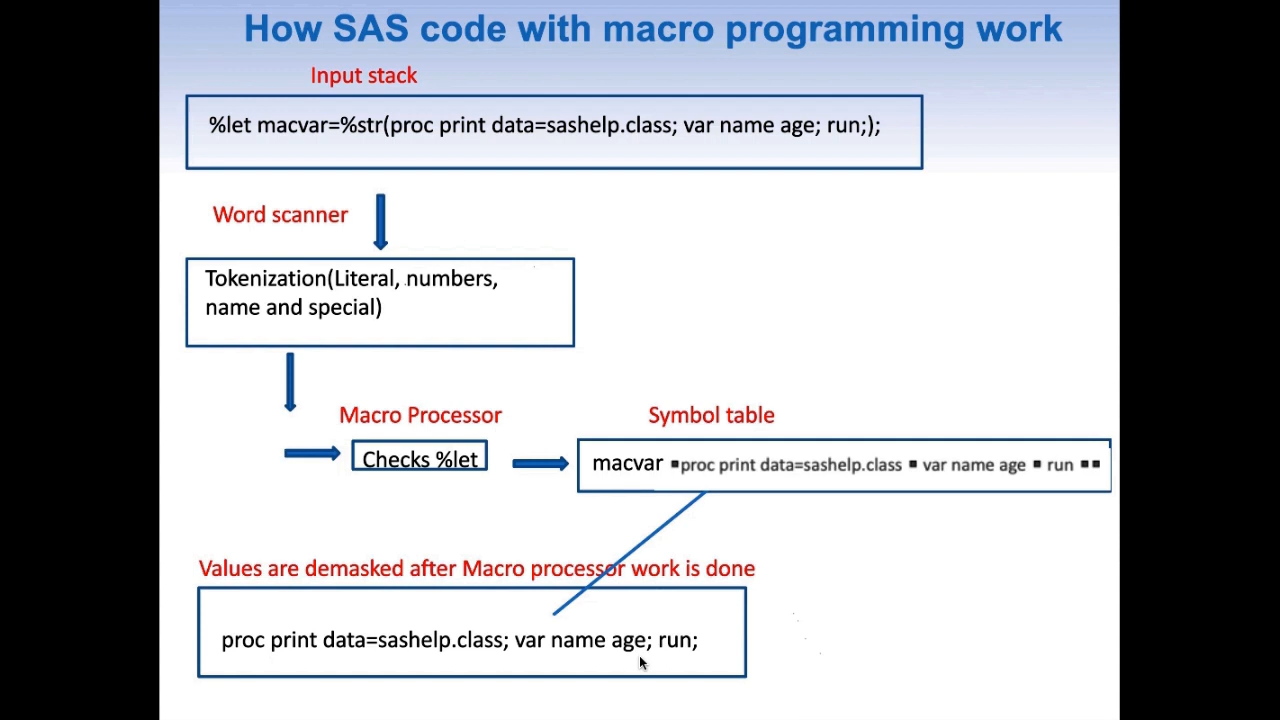 How SAS code with macro programming work
Input stack
%let macvar=%str(proc print data=sashelp.class; var name age; run;);
Word scanner
Tokenization(Literal, numbers,
name and special)
Macro Processor
Symbol table
Checks %let
macvar ▪proc print data=sashelp.class ▪ var name age ▪ run ▪▪
Values are demasked after Macro processor work is done
proc print data=sashelp.class; var name age; run;